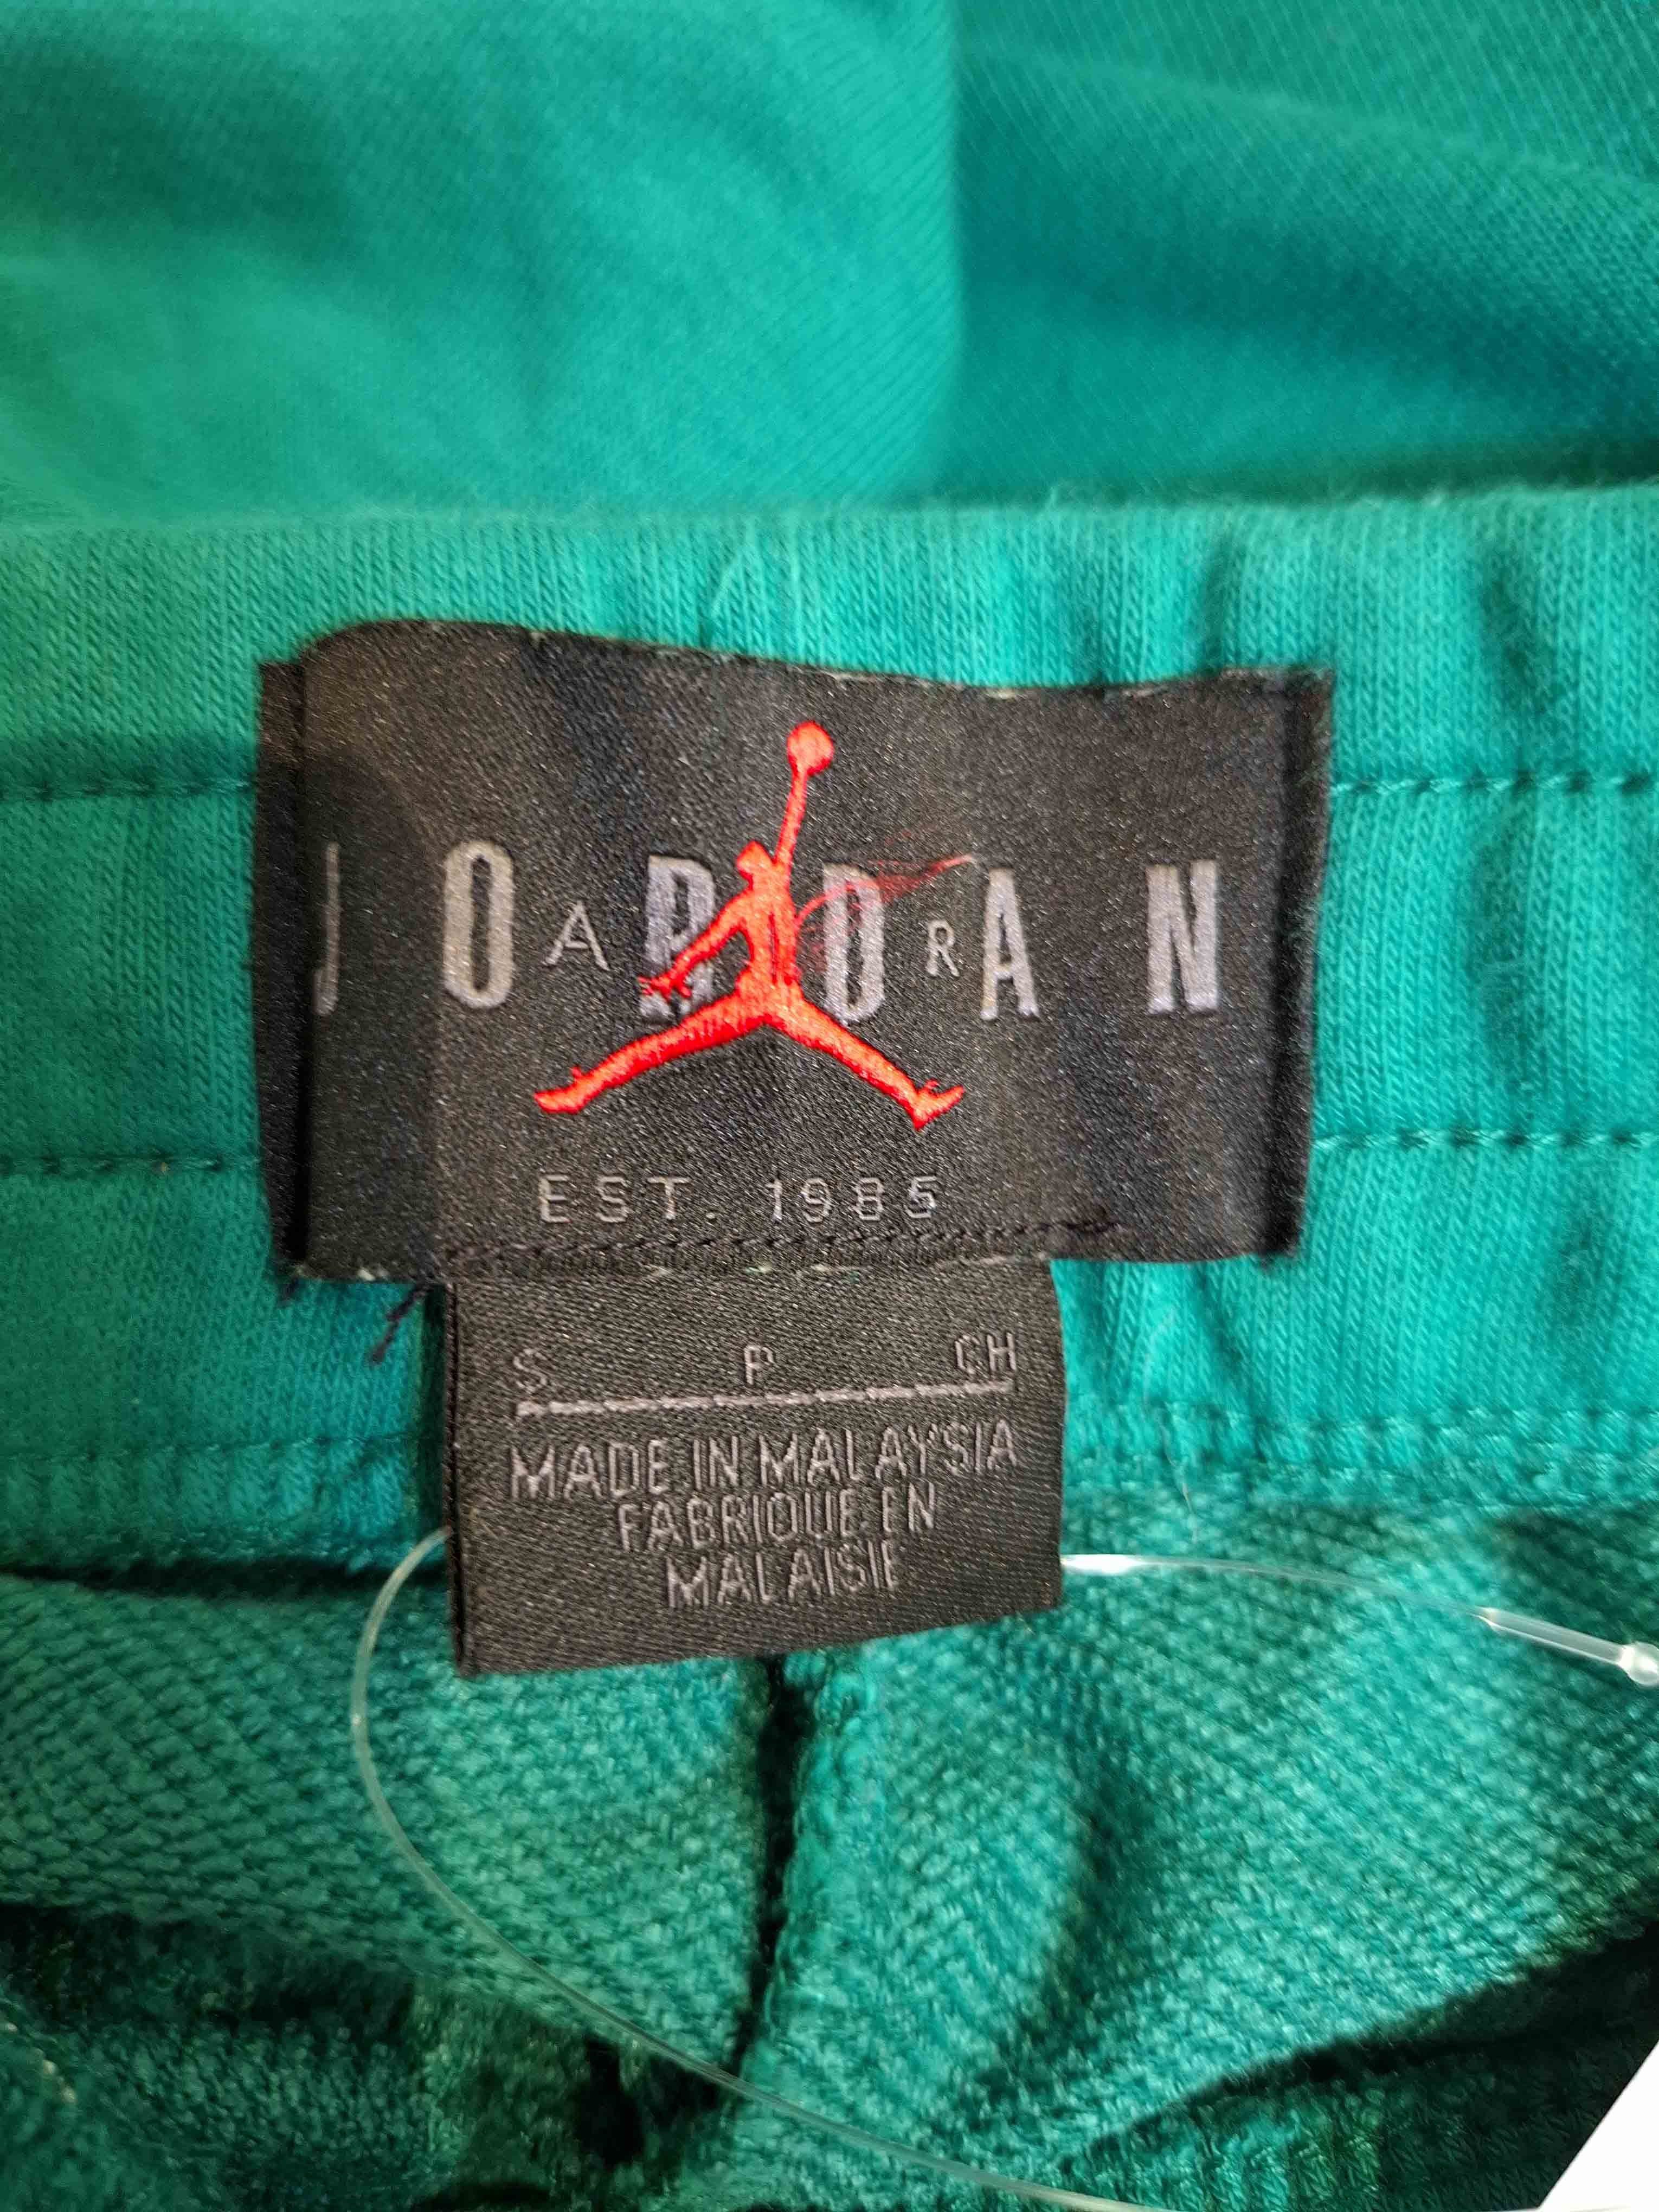 JORDAN
AIR
EST. 1985
S P CH
MADE IN MALAYSIA
FABRIQUE EN
MALAISIE